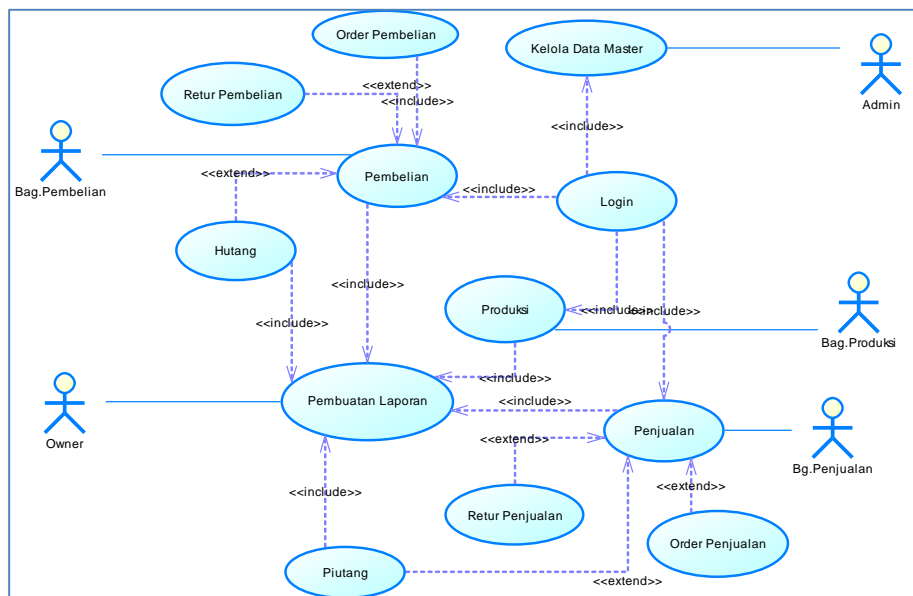 Order Pembelian
Kelola Data Master
<<extend>>
Retur Pembelian
<<include>>
Admin
<<include>>
<<extend>>
Pembelian
<<include>>
Bag.Pembelian
Login
Hutang
<<include>>
Produksi
<<include>>
<<include>>
<<include>>
Bag.Produksi
<<include>>
Pembuatan Laporan
<<include>>
Owner
Penjualan
<<extend>>
Bg.Penjualan
<<include>>
<<extend>>
Retur Penjualan
Order Penjualan
Piutang
<<extend>>